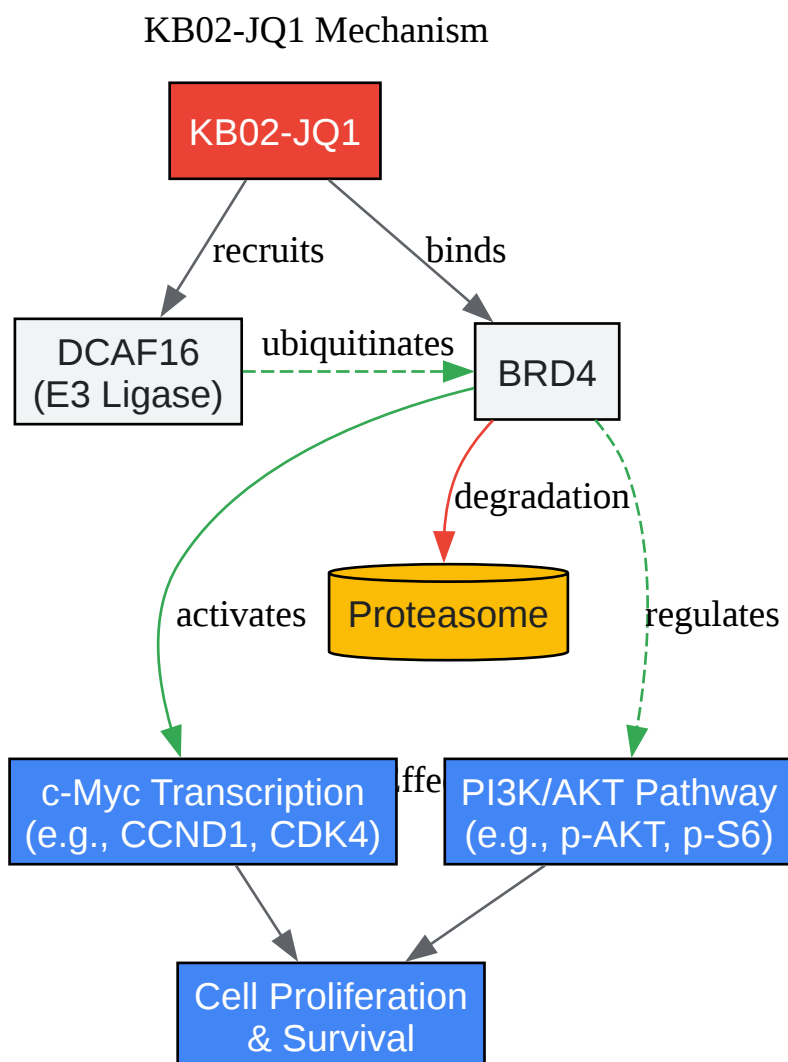 KB02-JQ1 Mechanism
KB02-JQ1
recruits
binds
DCAF16
(E3 Ligase)
ubiquitinates
BRD4
degradation
activates
Proteasome
regulates
c-Myc Transcription
(e.g., CCND1, CDK4)
PI3K/AKT Pathway
(e.g., p-AKT, p-S6)
Cell Proliferation
& Survival